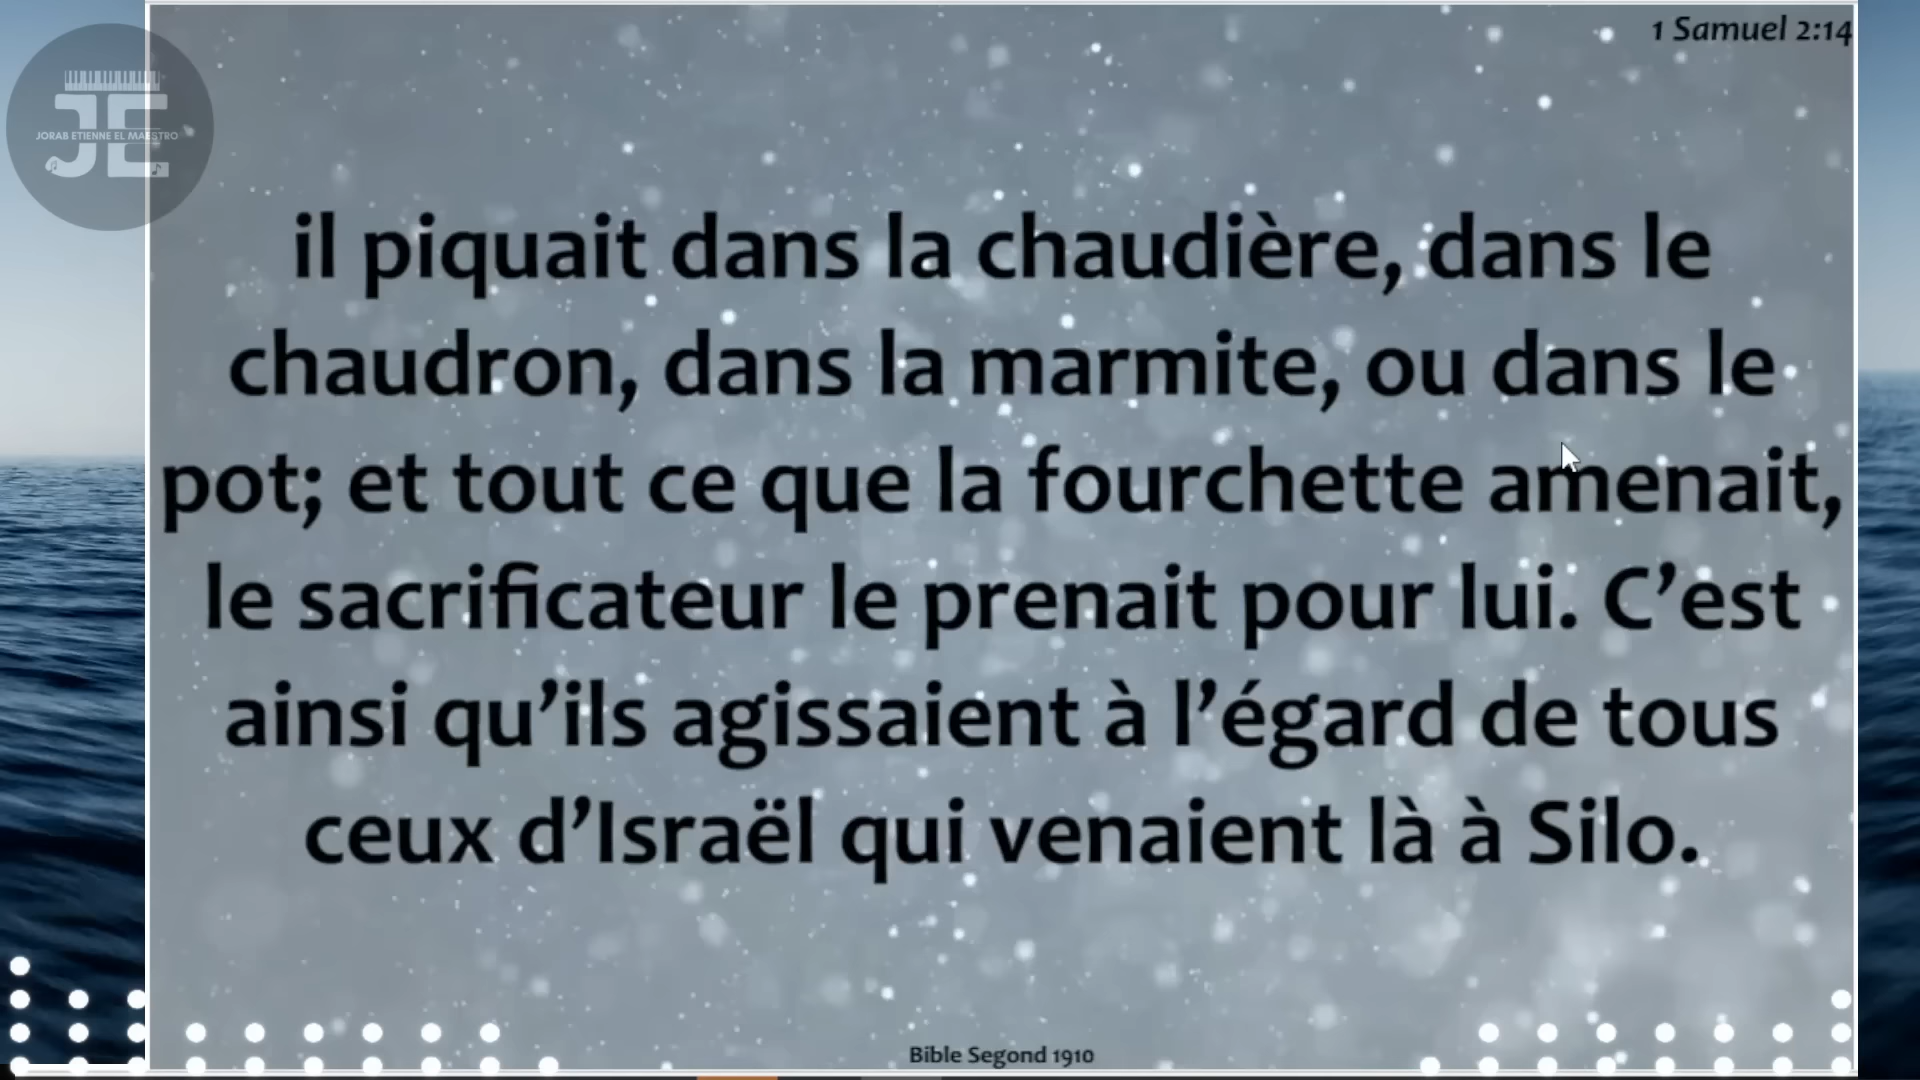 1 Samuel 2:14
JORAB ETIENNE EL MAESTRO
JE
il piquait dans la chaudière, dans le
chaudron, dans la marmite, ou dans le
pot; et tout ce que la fourchette amenait,
le sacrificateur le prenait pour lui. C’est
ainsi qu’ils agissaient à l’égard de tous
ceux d’Israël qui venaient là à Silo.
Bible Segond 1910